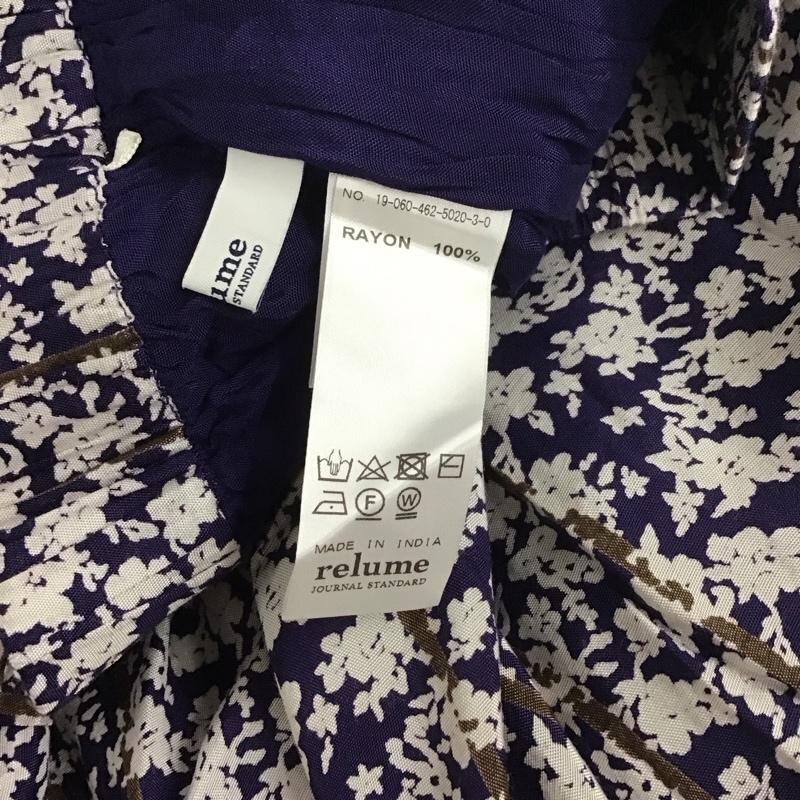 ume
STANDARD
NO. 19-060-462-5020-3-0
RAYON 100%
F W
MADE IN INDIA
relume
JOURNAL STANDARD